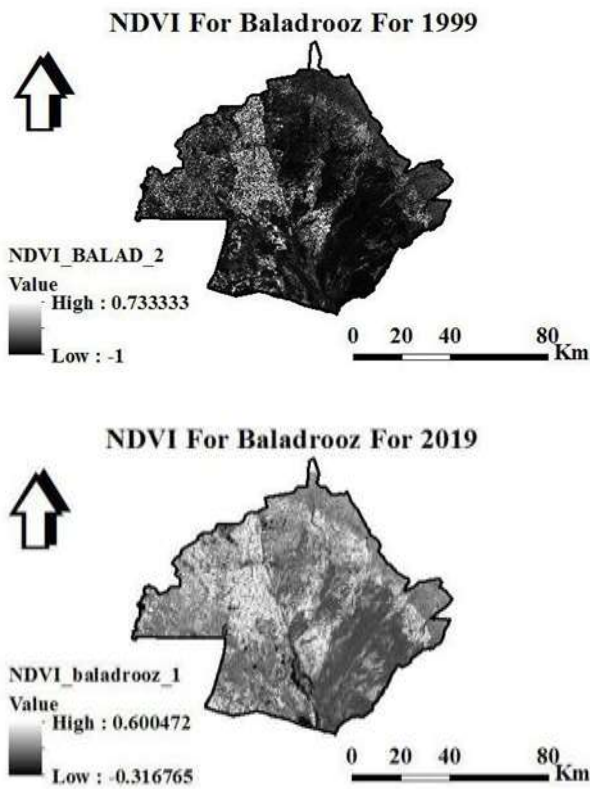 NDVI For Baladrooz For 1999
NDVI_BALAD_2
Value
High : 0.733333
Low : -1
0 20 40 80
Km
NDVI For Baladrooz For 2019
NDVI_baladrooz_1
Value
High : 0.600472
Low : -0.316765
0 20 40 80
Km